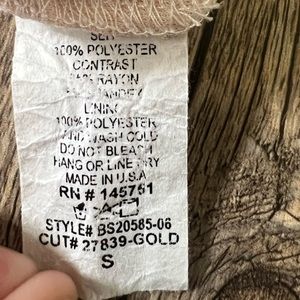 SELF
100% POLYESTER
CONTRAST
RAYON
LINING
100% POLYESTER
HAND WASH COLD
DO NOT BLEACH
HANG OR LINE DRY
MADE IN U.S.A
RN # 145751
STYLE# BS20585-06
CUT# 27839-GOLD
S